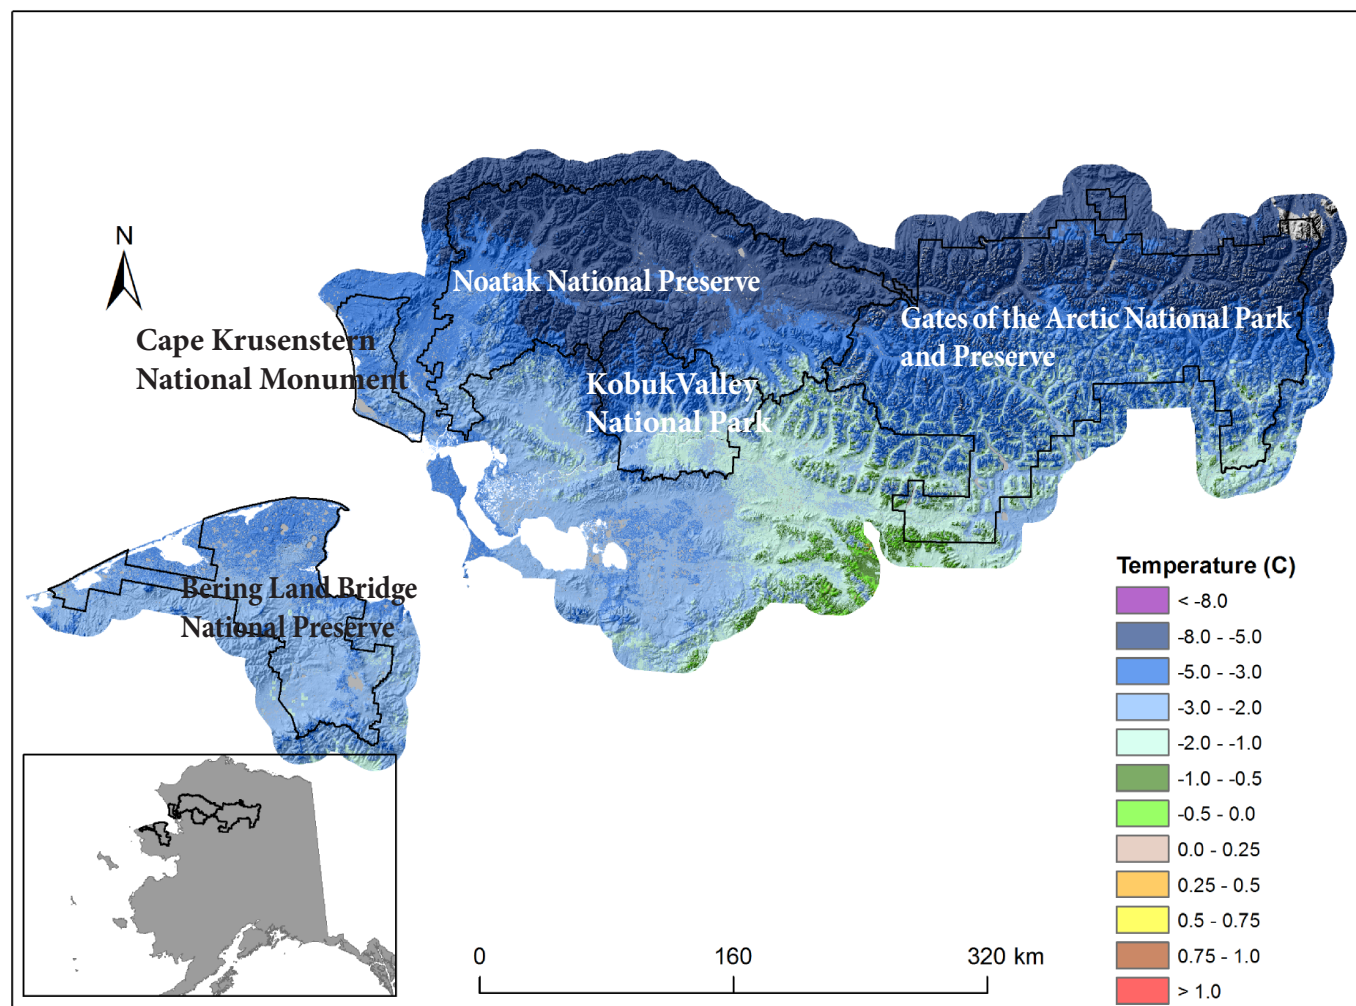 N
Noatak National Preserve
Gates of the Arctic National Park
and Preserve
Cape Krusenstern
National Monument
KobukValley
National Park
Bering Land Bridge
National Preserve
Temperature (C)
< -8.0
-8.0 - -5.0
-5.0 - -3.0
-3.0 - -2.0
-2.0 - -1.0
-1.0 - -0.5
-0.5 - 0.0
0.0 - 0.25
0.25 - 0.5
0.5 - 0.75
0.75 - 1.0
> 1.0
0 160 320 km